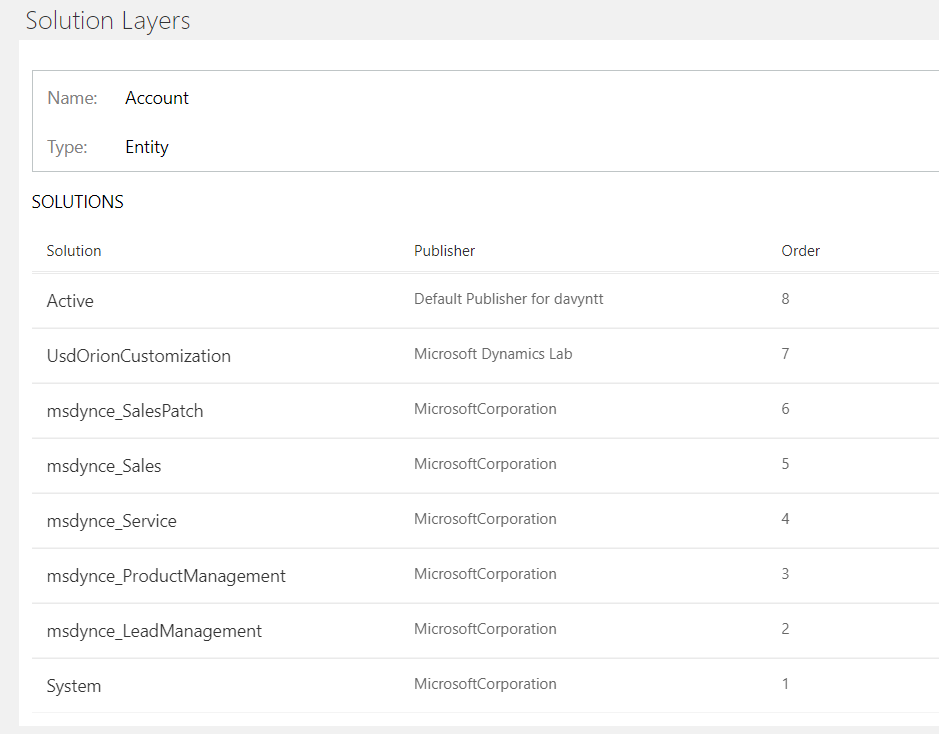 Solution Layers
Name: Account
Type: Entity
SOLUTIONS
Solution Publisher Order
Active Default Publisher for davyntt 8
UsdOrionCustomization Microsoft Dynamics Lab 7
msdynce_SalesPatch MicrosoftCorporation 6
msdynce_Sales MicrosoftCorporation 5
msdynce_Service MicrosoftCorporation 4
msdynce_ProductManagement MicrosoftCorporation 3
msdynce_LeadManagement MicrosoftCorporation 2
System MicrosoftCorporation 1